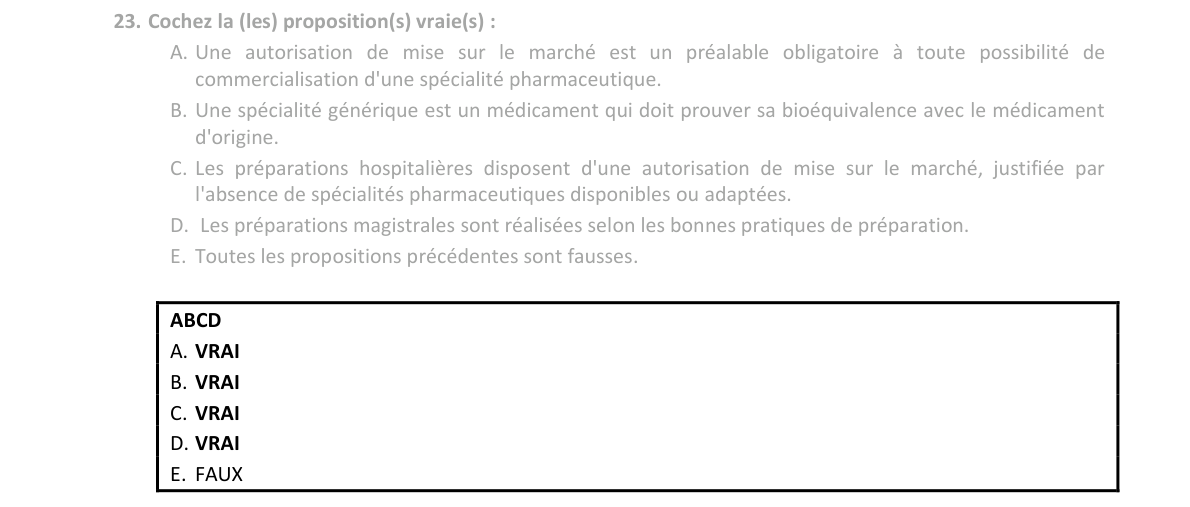 23. Cochez la (les) proposition(s) vraie(s) :
A. Une autorisation de mise sur le marché est un préalable obligatoire à toute possibilité de
commercialisation d'une spécialité pharmaceutique.
B. Une spécialité générique est un médicament qui doit prouver sa bioéquivalence avec le médicament
d'origine.
C. Les préparations hospitalières disposent d'une autorisation de mise sur le marché, justifiée par
l'absence de spécialités pharmaceutiques disponibles ou adaptées.
D. Les préparations magistrales sont réalisées selon les bonnes pratiques de préparation.
E. Toutes les propositions précédentes sont fausses.
ABCD
A. VRAI
B. VRAI
C. VRAI
D. VRAI
E. FAUX